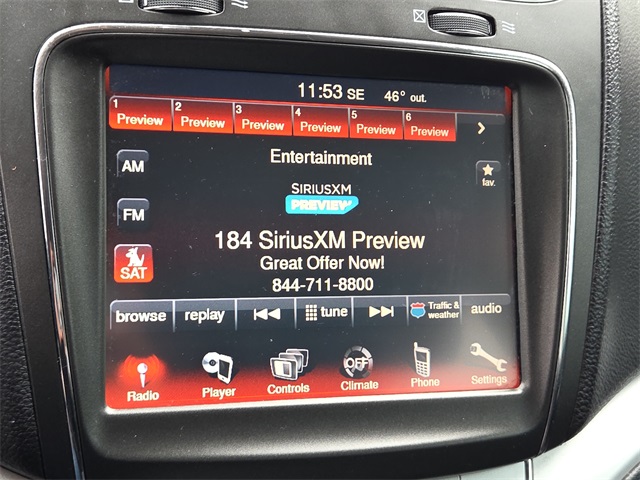 11:53 SE 46° out.
1 2 3 4 5 6
Preview Preview Preview Preview Preview Preview
Entertainment
AM
fav.
SIRIUSXM
PREVIEW
FM
184 SiriusXM Preview
SAT
Great Offer Now!
844-711-8800
browse replay tune Traffic & weather audio
OFF
Radio Player Controls Climate Phone Settings